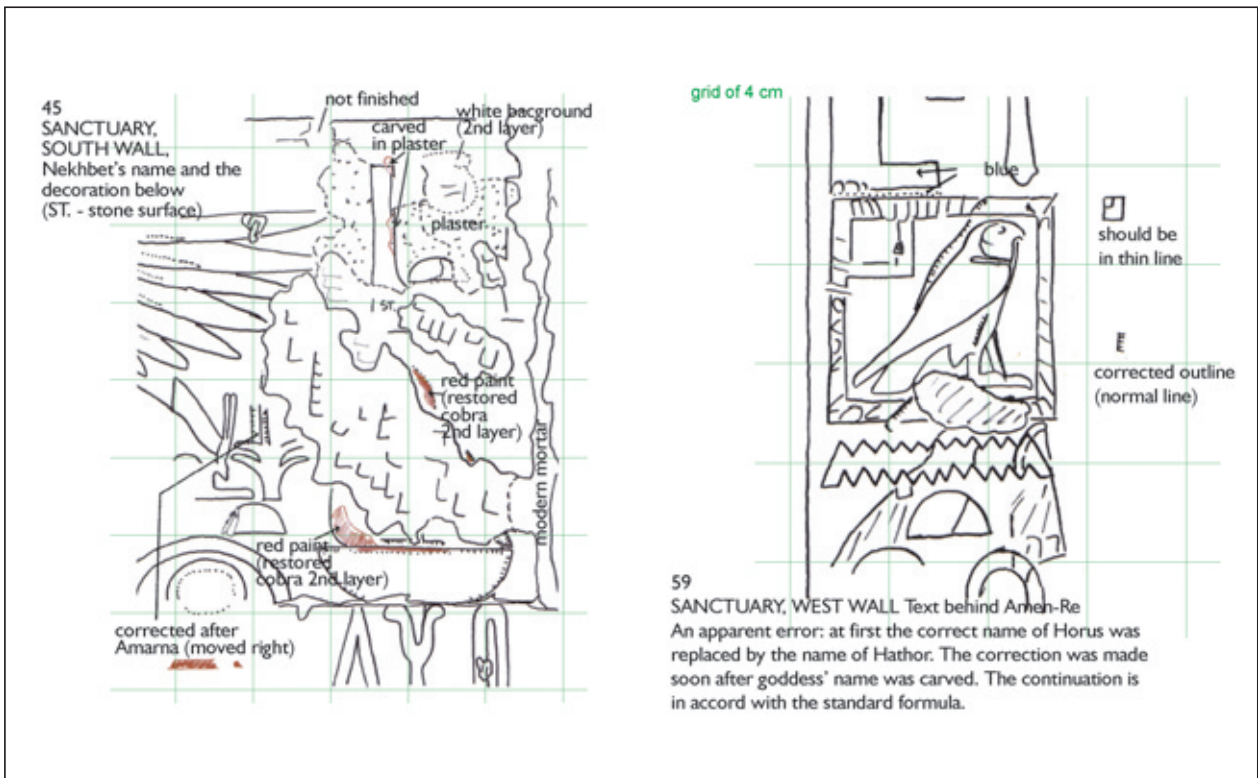 45
SANCTUARY,
SOUTH WALL,
Nekhbet's name and the
decoration below
(ST. - stone surface)
not finished
white bacground
(2nd layer)
carved
in plaster
plaster
ST.
red paint
(restored
cobra
2nd layer)
modern mortar
red paint
(restored
cobra 2nd layer)
corrected after
Amarna (moved right)
grid of 4 cm
blue
should be
in thin line
corrected outline
(normal line)
59
SANCTUARY, WEST WALL Text behind Amen-Re
An apparent error: at first the correct name of Horus was
replaced by the name of Hathor. The correction was made
soon after goddess' name was carved. The continuation is
in accord with the standard formula.